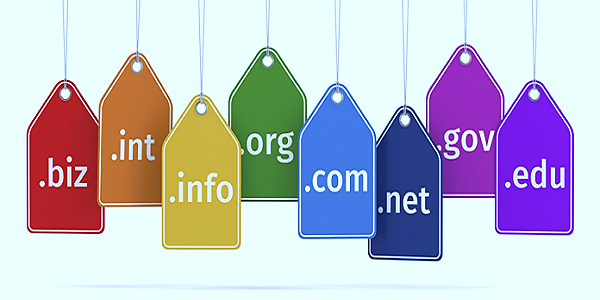 .biz
.int
.info
.org
.com
.net
.gov
.edu